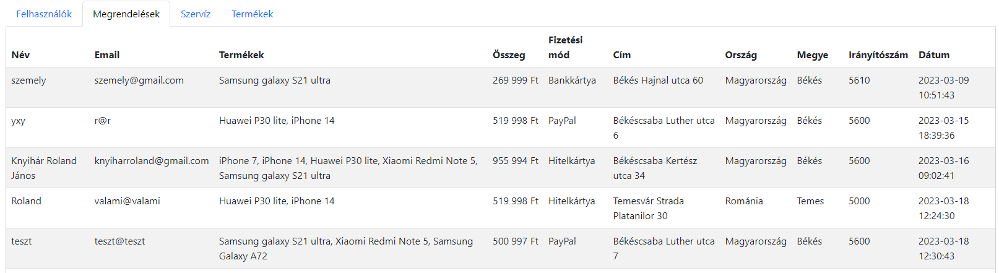 Felhasználók Megrendelések Szervíz Termékek
Név Email Termékek Összeg Fizetési mód Cím Ország Megye Irányítószám Dátum
szemely szemely@gmail.com Samsung galaxy S21 ultra 269 999 Ft Bankkártya Békés Hajnal utca 60 Magyarország Békés 5610 2023-03-09 10:51:43
yxy r@r Huawei P30 lite, iPhone 14 519 998 Ft PayPal Békéscsaba Luther utca 6 Magyarország Békés 5600 2023-03-15 18:39:36
Knyihár Roland János knyiharroland@gmail.com iPhone 7, iPhone 14, Huawei P30 lite, Xiaomi Redmi Note 5, Samsung galaxy S21 ultra 955 994 Ft Hitelkártya Békéscsaba Kertész utca 34 Magyarország Békés 5600 2023-03-16 09:02:41
Roland valami@valami Huawei P30 lite, iPhone 14 519 998 Ft Hitelkártya Temesvár Strada Platanilor 30 Románia Temes 5000 2023-03-18 12:24:30
teszt teszt@teszt Samsung galaxy S21 ultra, Xiaomi Redmi Note 5, Samsung Galaxy A72 500 997 Ft PayPal Békéscsaba Luther utca 7 Magyarország Békés 5600 2023-03-18 12:30:43